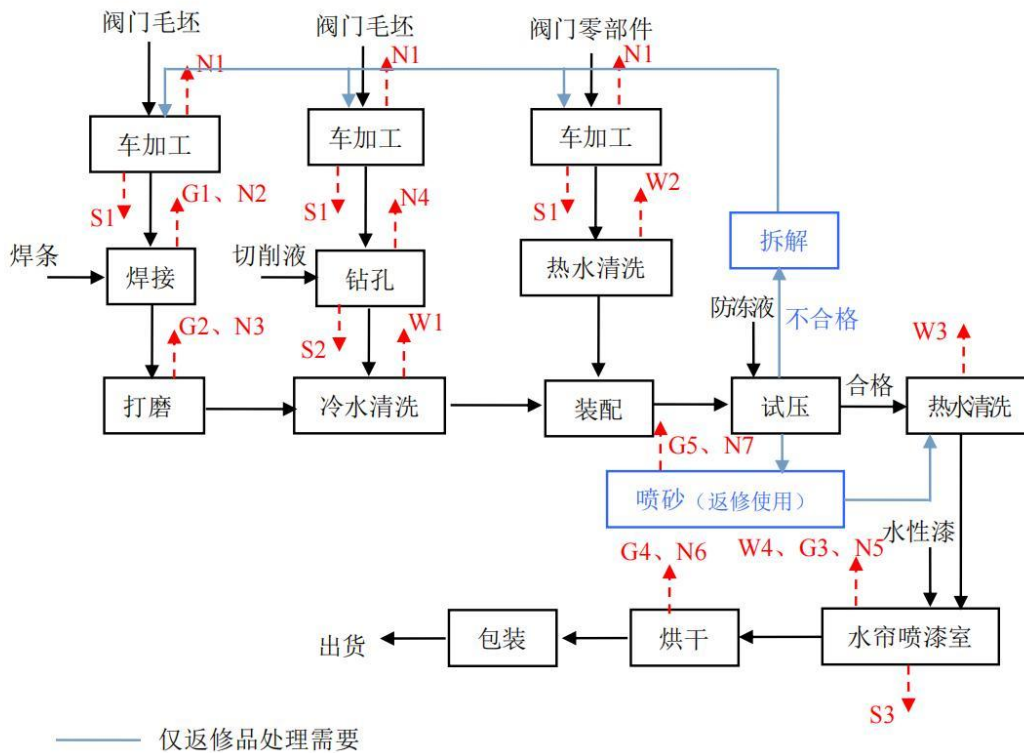 阀门毛坯
阀门毛坯
阀门零部件
N1
N1
N1
车加工
车加工
车加工
S1
G1、N2
S1
N4
S1
W2
焊条
焊接
切削液
钻孔
热水清洗
拆解
防冻液
不合格
G2、N3
S2
W1
W3
打磨
冷水清洗
装配
试压
合格
热水清洗
G5、N7
喷砂（返修使用）
水性漆
G4、N6
W4、G3、N5
出货
包装
烘干
水帘喷漆室
S3
仅返修品处理需要